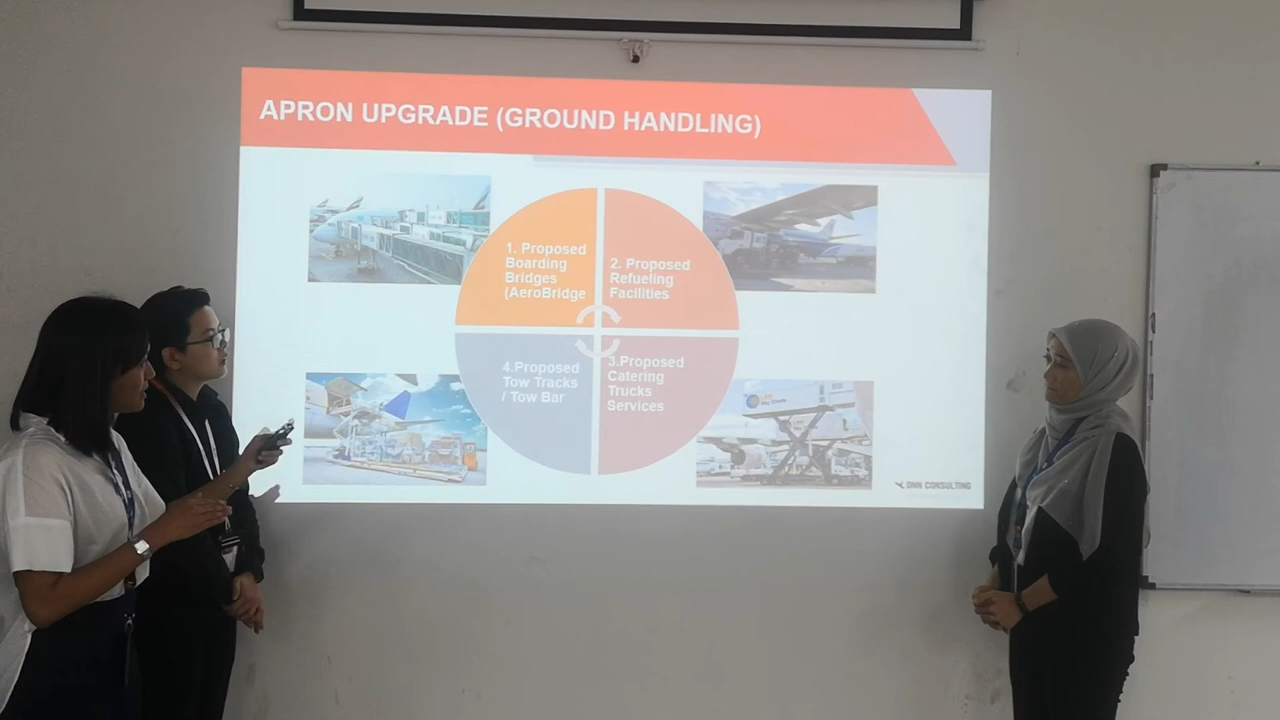 APRON UPGRADE (GROUND HANDLING)
1. Proposed
Boarding
Bridges
(AeroBridge
2. Proposed
Refueling
Facilities
4.Proposed
Tow Tracks
/ Tow Bar
3.Proposed
Catering
Trucks
Services
DNN CONSULTING